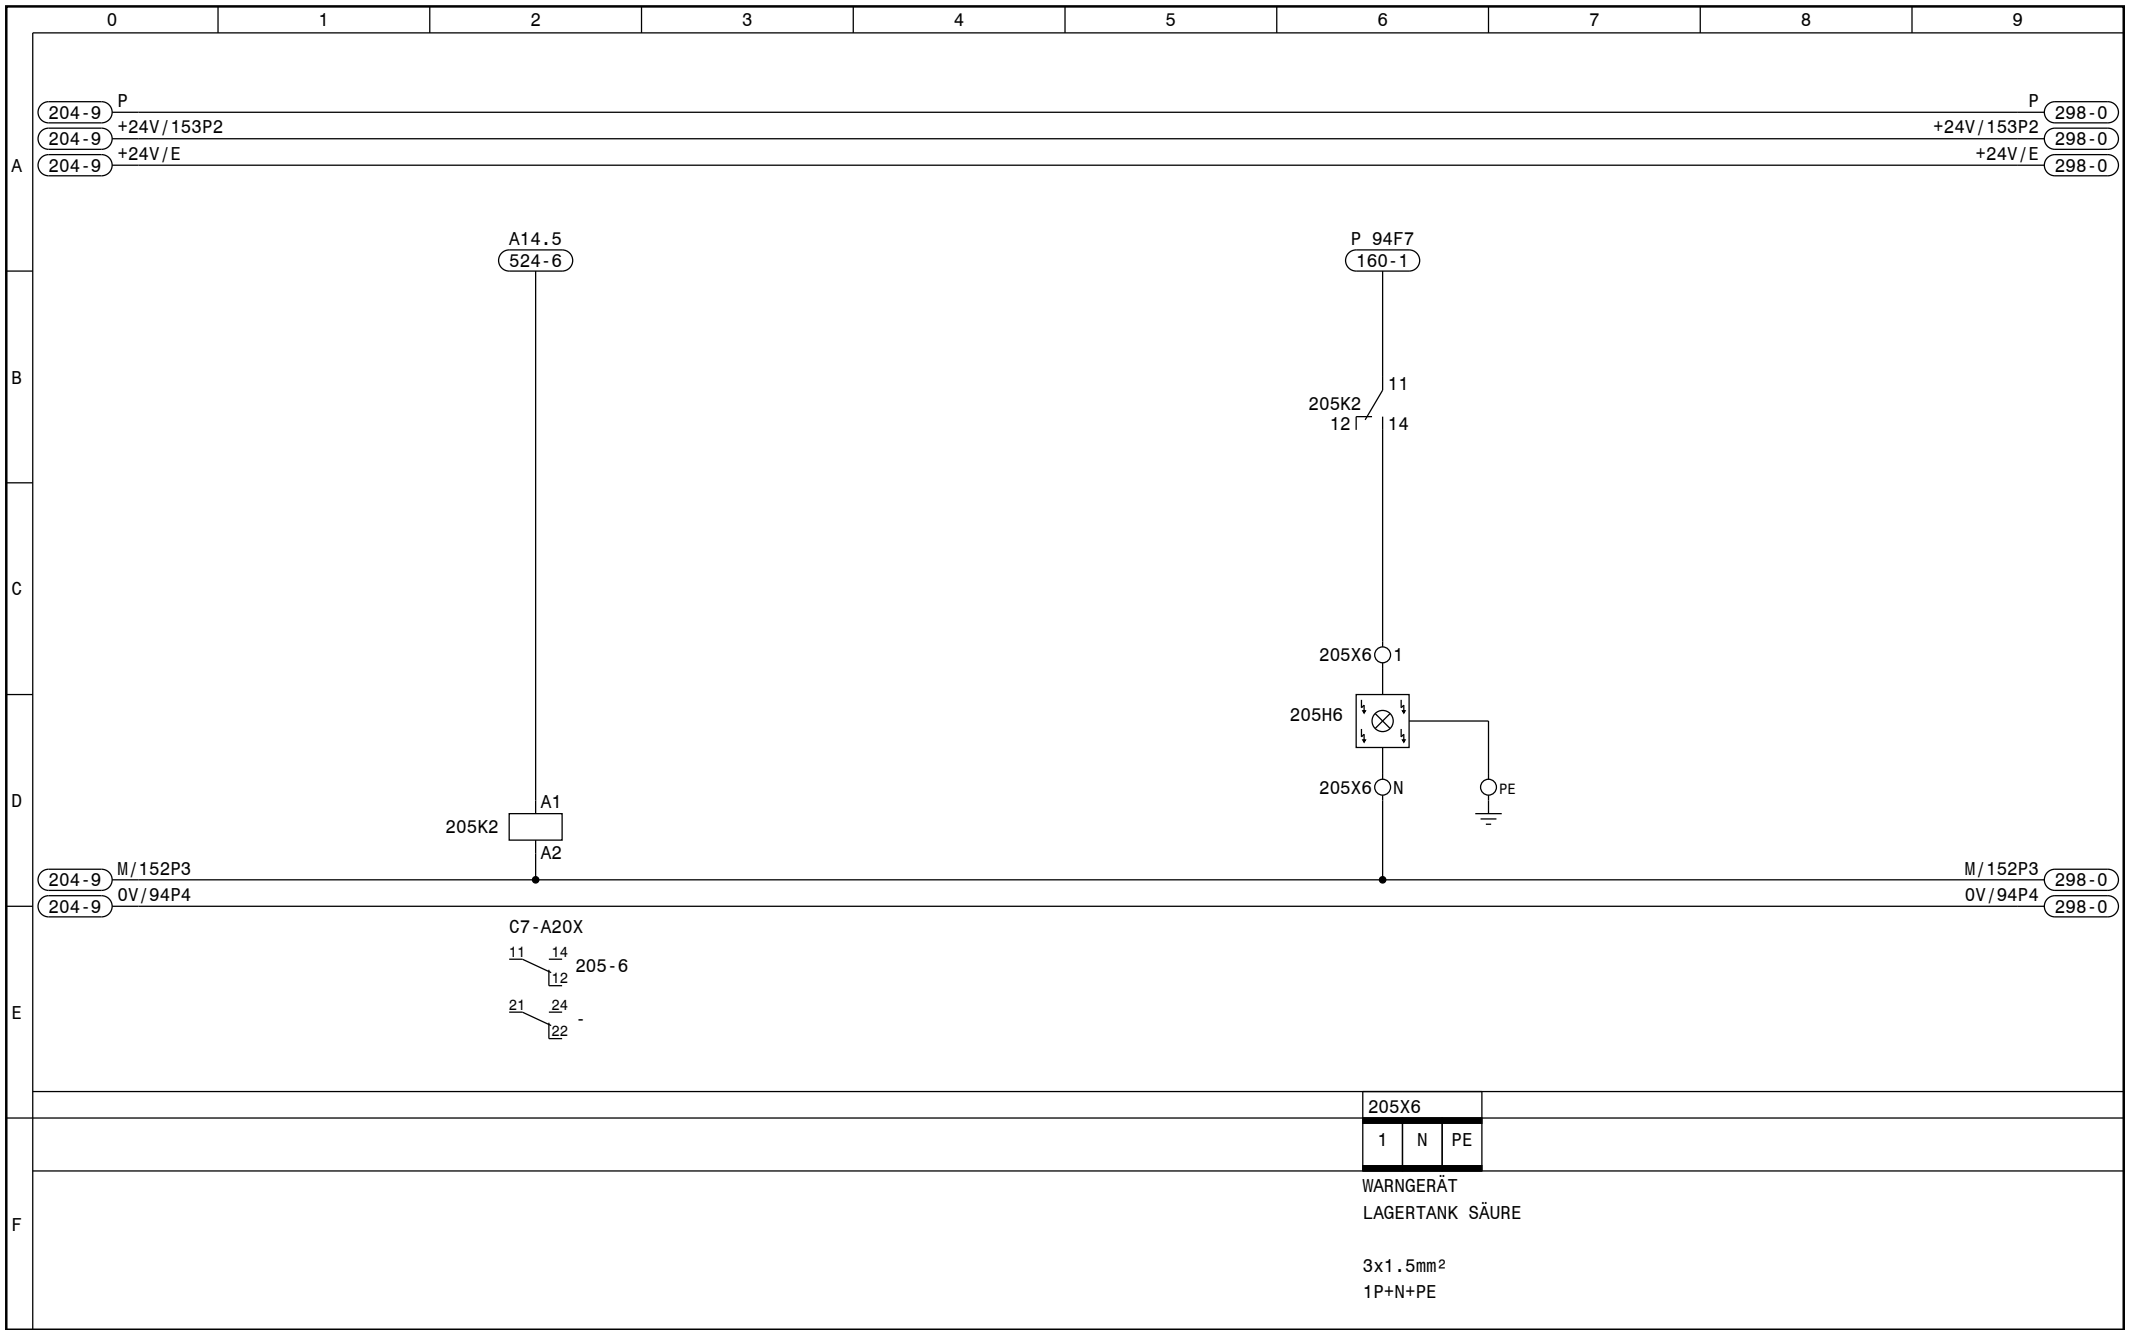 0 1 2 3 4 5 6 7 8 9
P P
204-9 298-0
+24V/153P2 +24V/153P2
204-9 298-0
+24V/E +24V/E
A 204-9 298-0
A14.5 P 94F7
524-6 160-1
B
11
205K2
12 14
C
205X6 1
205H6
205X6 N PE
D
A1
205K2
A2
M/152P3 M/152P3
204-9 298-0
0V/94P4 0V/94P4
204-9 298-0
C7-A20X
11 14
205-6
12
21 24
-
22
E
205X6
1 N PE
WARNGERÄT
LAGERTANK SÄURE
F
3x1.5mm²
1P+N+PE